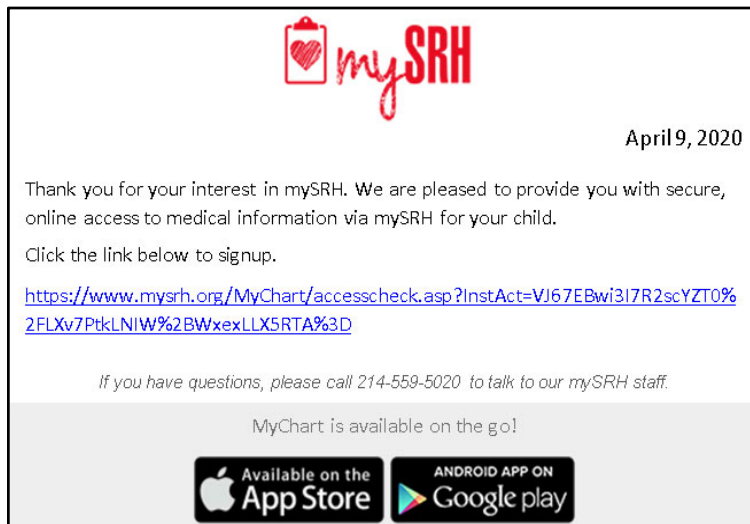 mySRH
April 9, 2020
Thank you for your interest in mySRH. We are pleased to provide you with secure,
online access to medical information via mySRH for your child.
Click the link below to signup.
https://www.mysrh.org/MyChart/accesscheck.asp?InstAct=VJ67EBwi3I7R2scYZT0%
2FLXv7PtkLNIW%2BWxexLLX5RTA%3D
If you have questions, please call 214-559-5020 to talk to our mySRH staff.
MyChart is available on the go!
Available on the
App Store
ANDROID APP ON
Google play